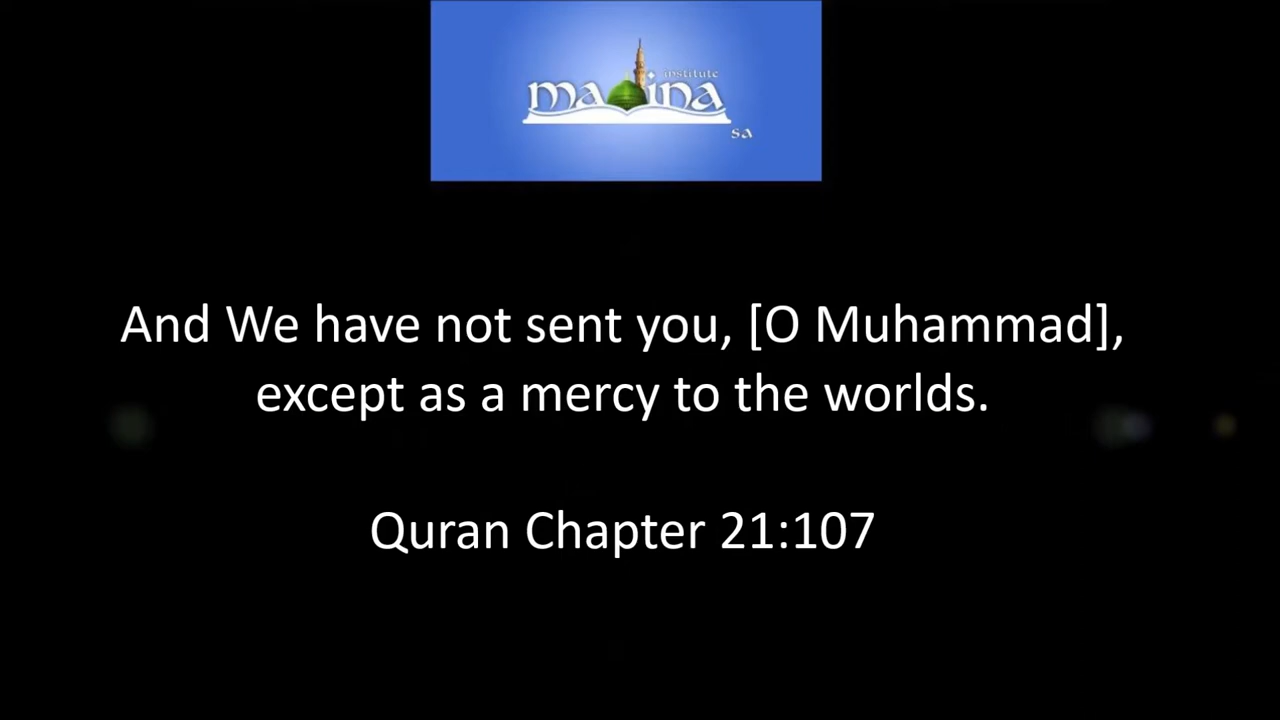 institute
madina
sa
And We have not sent you, [O Muhammad],
except as a mercy to the worlds.
Quran Chapter 21:107